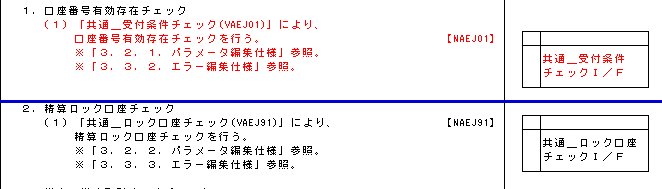 １．口座番号有効存在チェック
（１）「共通＿受付条件チェック(VAEJ01)」により、
口座番号有効存在チェックを行う。 【NAEJ01】
※「３．２．１．パラメータ編集仕様」参照。
※「３．３．２．エラー編集仕様」参照。
共通＿受付条件
チェックＩ／Ｆ
２．精算ロック口座チェック
（１）「共通＿ロック口座チェック(VAEJ91)」により、 【NAEJ91】
精算ロック口座チェックを行う。
※「３．２．２．パラメータ編集仕様」参照。
※「３．３．３．エラー編集仕様」参照。
共通＿ロック口座
チェックＩ／Ｆ